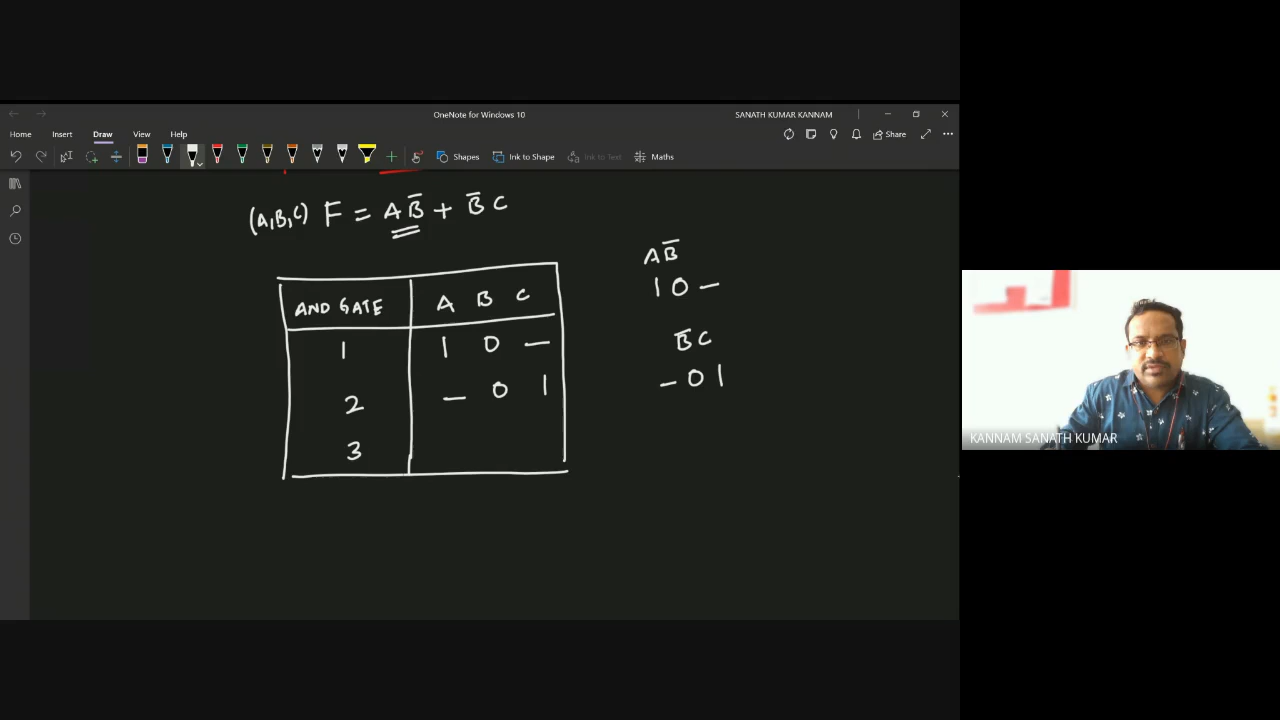 OneNote for Windows 10
SANATH KUMAR KANNAM
Home Insert Draw View Help
Share
Shapes Ink to Shape Ink to Text Maths
(A,B,C) F = AB̅ + B̅C
AB̅
1 0 –
B̅C
– 0 1
AND GATE A B C
1 1 0 –
2 – 0 1
3
KANNAM SANATH KUMAR